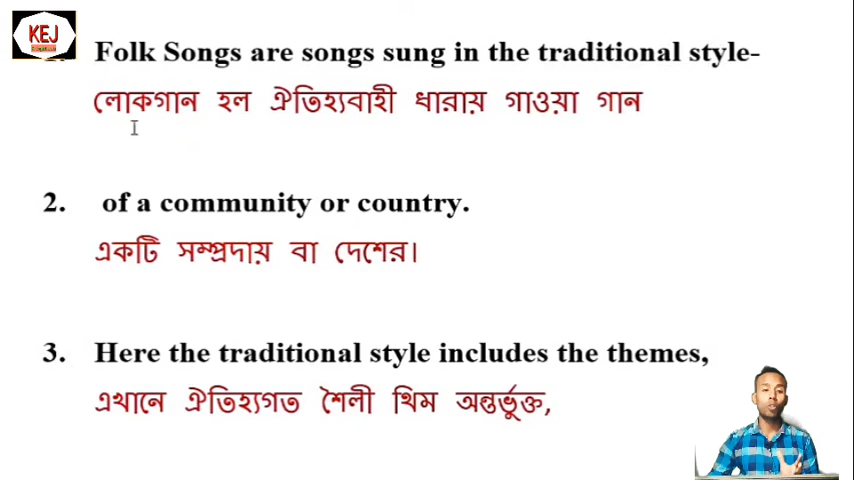 KEJ
Folk Songs are songs sung in the traditional style-
লোকগান হল ঐতিহ্যবাহী ধারায় গাওয়া গান
2. of a community or country.
একটি সম্প্রদায় বা দেশের।
3. Here the traditional style includes the themes,
এখানে ঐতিহ্যগত শৈলী থিম অন্তর্ভুক্ত,